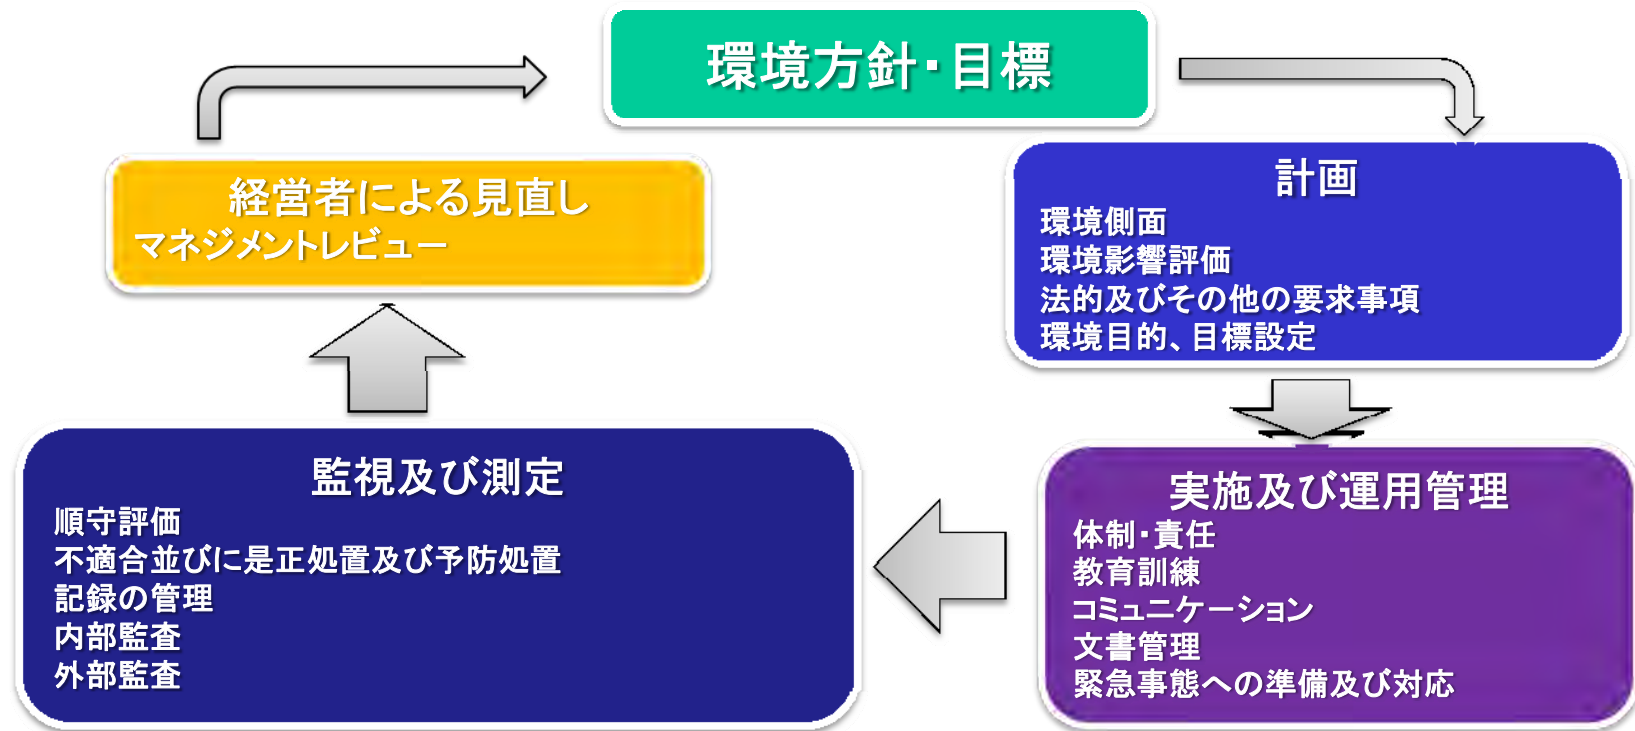 環境方針・目標
計画
環境側面
環境影響評価
法的及びその他の要求事項
環境目的、目標設定
実施及び運用管理
体制・責任
教育訓練
コミュニケーション
文書管理
緊急事態への準備及び対応
監視及び測定
順守評価
不適合並びに是正処置及び予防処置
記録の管理
内部監査
外部監査
経営者による見直し
マネジメントレビュー